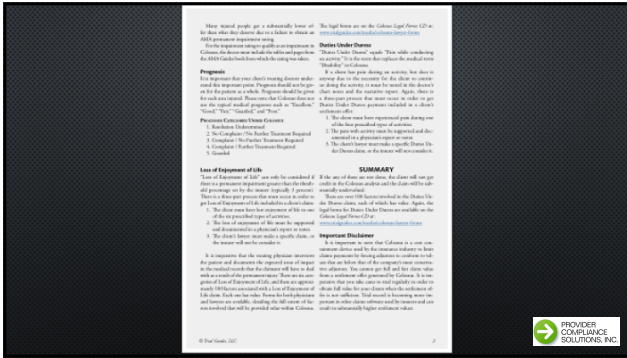 Many injured people get a substantially lower of-
fer than what they deserve due to a failure to obtain an
AMA permanent impairment rating.
For the impairment rating to qualify as an impairment in
Colossus, the doctor must include the tables and pages from
the AMA Guides book from which the rating was taken.
Prognosis
It is important that your client's treating doctor under-
stand this important point. Prognosis should not be giv-
en for the patient as a whole. Prognosis should be given
for each area injured. Please note that Colossus does not
use the typical medical prognoses such as "Excellent,"
"Good," "Fair," "Guarded," and "Poor."
Prognosis Categories Under Colossus
1. Resolution Undetermined
2. No Complaint / No Further Treatment Required
3. Complaint / No Further Treatment Required
4. Complaint / Further Treatment Required
5. Guarded
Loss of Enjoyment of Life
"Loss of Enjoyment of Life" can only be considered if
there is a permanent impairment greater than the thresh-
old percentage set by the insurer (typically 3 percent).
There is a three-part process that must occur in order to
get Loss of Enjoyment of Life included in a client's claim:
1. The client must have lost enjoyment of life in one
of the six prescribed types of activities.
2. The loss of enjoyment of life must be supported
and documented in a physician's report or notes.
3. The client's lawyer must make a specific claim, or
the insurer will not consider it.
It is imperative that the treating physician interview
the patient and document the expected areas of impact
in the medical records that the claimant will have to deal
with as a result of the permanent injury. There are six cate-
gories of Loss of Enjoyment of Life, and there are approxi-
mately 100 factors associated with a Loss of Enjoyment of
Life claim. Each one has value. Forms for both physicians
and lawyers are available, detailing the full extent of fac-
tors involved that will be provided value within Colossus.
The legal forms are on the Colossus Legal Forms CD at:
www.trialguides.com/resales/colossus-lawyer-forms
Duties Under Duress
"Duties Under Duress" equals "Pain while conducting
an activity." It is the term that replaces the medical term
"Disability" in Colossus.
If a client has pain during an activity, but does it
anyway due to the necessity for the client to contin-
ue doing the activity, it must be noted in the doctor's
chart notes and the narrative report. Again, there is
a three-part process that must occur in order to get
Duties Under Duress payment included in a client's
settlement offer:
1. The client must have experienced pain during one
of the four prescribed types of activities.
2. The pain with activity must be supported and doc-
umented in a physician's report or notes.
3. The client's lawyer must make a specific Duties Un-
der Duress claim, or the insurer will not consider it.
SUMMARY
If the any of these are not done, the client will not get
credit in the Colossus analysis and the claim will be sub-
stantially undervalued.
There are over 100 factors involved in the Duties Un-
der Duress claim, each of which has value. Again, the
legal forms for Duties Under Duress are available on the
Colossus Legal Forms CD at:
Important Disclaimer
It is important to note that Colossus is a cost con-
tainment device used by the insurance industry to limit
claims payments by forcing adjusters to conform to val-
ues that are below that of the company's most conserva-
tive adjusters. You cannot get full and fair claim value
from a settlement offer generated by Colossus. It is im-
perative that you take cases to trial regularly in order to
obtain full value for your clients when the settlement of-
fer is not sufficient. Trial record is becoming more im-
portant in other claims software used by insurers and can
result in substantially higher settlement values.
© Trial Guides, LLC
PROVIDER
COMPLIANCE
SOLUTIONS, INC.